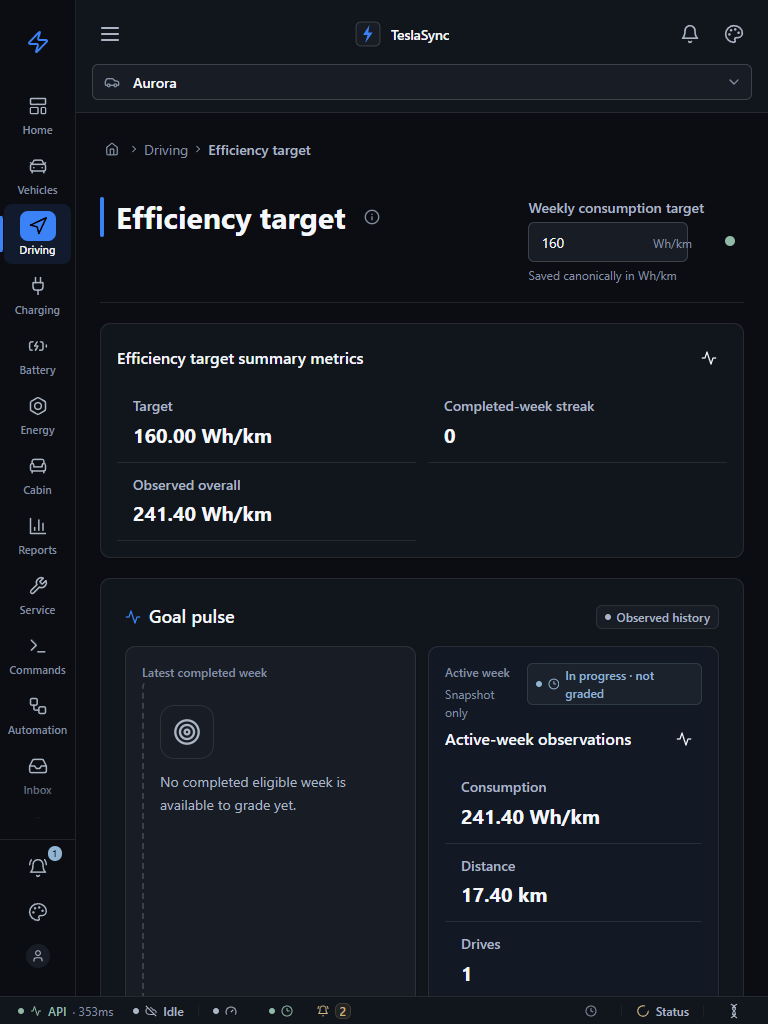 TeslaSync
Aurora
Home
Vehicles
Driving
Charging
Battery
Energy
Cabin
Reports
Service
Commands
Automation
Inbox
1
Driving
Efficiency target
Efficiency target
Weekly consumption target
160 Wh/km
Saved canonically in Wh/km
Efficiency target summary metrics
Target
160.00 Wh/km
Completed-week streak
0
Observed overall
241.40 Wh/km
Goal pulse
Observed history
Latest completed week
No completed eligible week is
available to grade yet.
Active week
Snapshot
only
In progress · not
graded
Active-week observations
Consumption
241.40 Wh/km
Distance
17.40 km
Drives
1
API · 353ms
Idle
2
Status